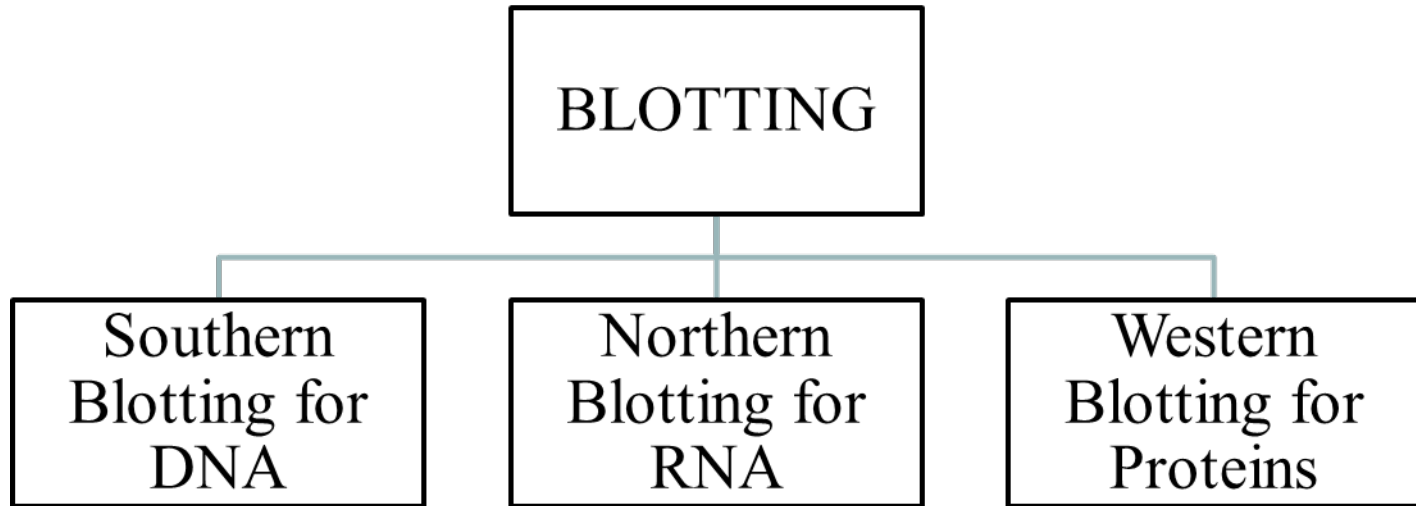 BLOTTING
Southern
Blotting for
DNA
Northern
Blotting for
RNA
Western
Blotting for
Proteins